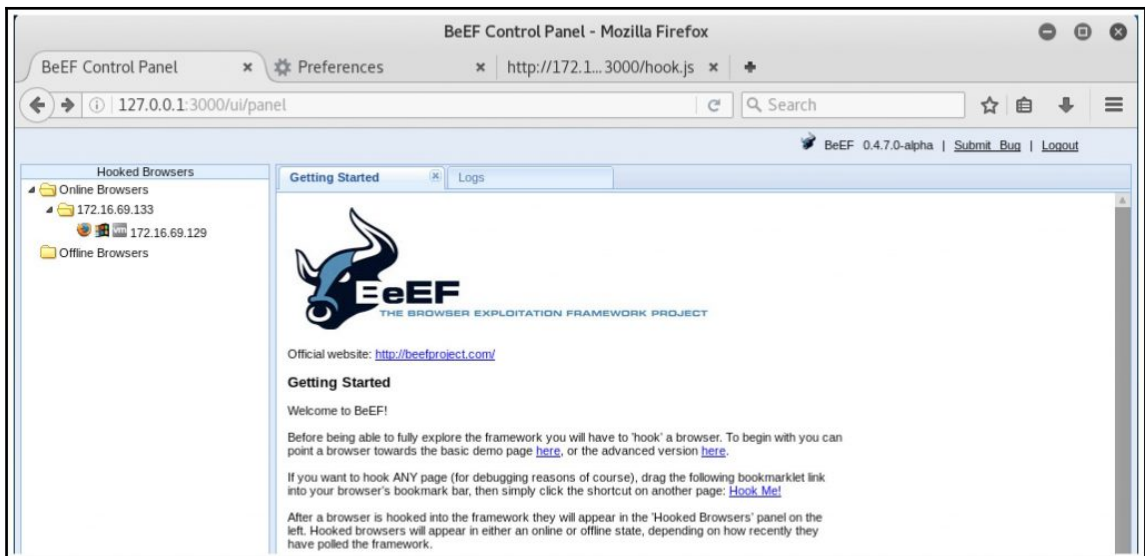 BeEF Control Panel - Mozilla Firefox
BeEF Control Panel
Preferences
http://172.1...3000/hook.js
127.0.0.1:3000/ui/panel
Search
BeEF 0.4.7.0-alpha | Submit Bug | Logout
Hooked Browsers
Online Browsers
172.16.69.133
vm 172.16.69.129
Offline Browsers
Getting Started
Logs
BeEF
THE BROWSER EXPLOITATION FRAMEWORK PROJECT
Official website: http://beefproject.com/
Getting Started
Welcome to BeEF!
Before being able to fully explore the framework you will have to 'hook' a browser. To begin with you can
point a browser towards the basic demo page here, or the advanced version here.
If you want to hook ANY page (for debugging reasons of course), drag the following bookmarklet link
into your browser's bookmark bar, then simply click the shortcut on another page: Hook Me!
After a browser is hooked into the framework they will appear in the 'Hooked Browsers' panel on the
left. Hooked browsers will appear in either an online or offline state, depending on how recently they
have polled the framework.